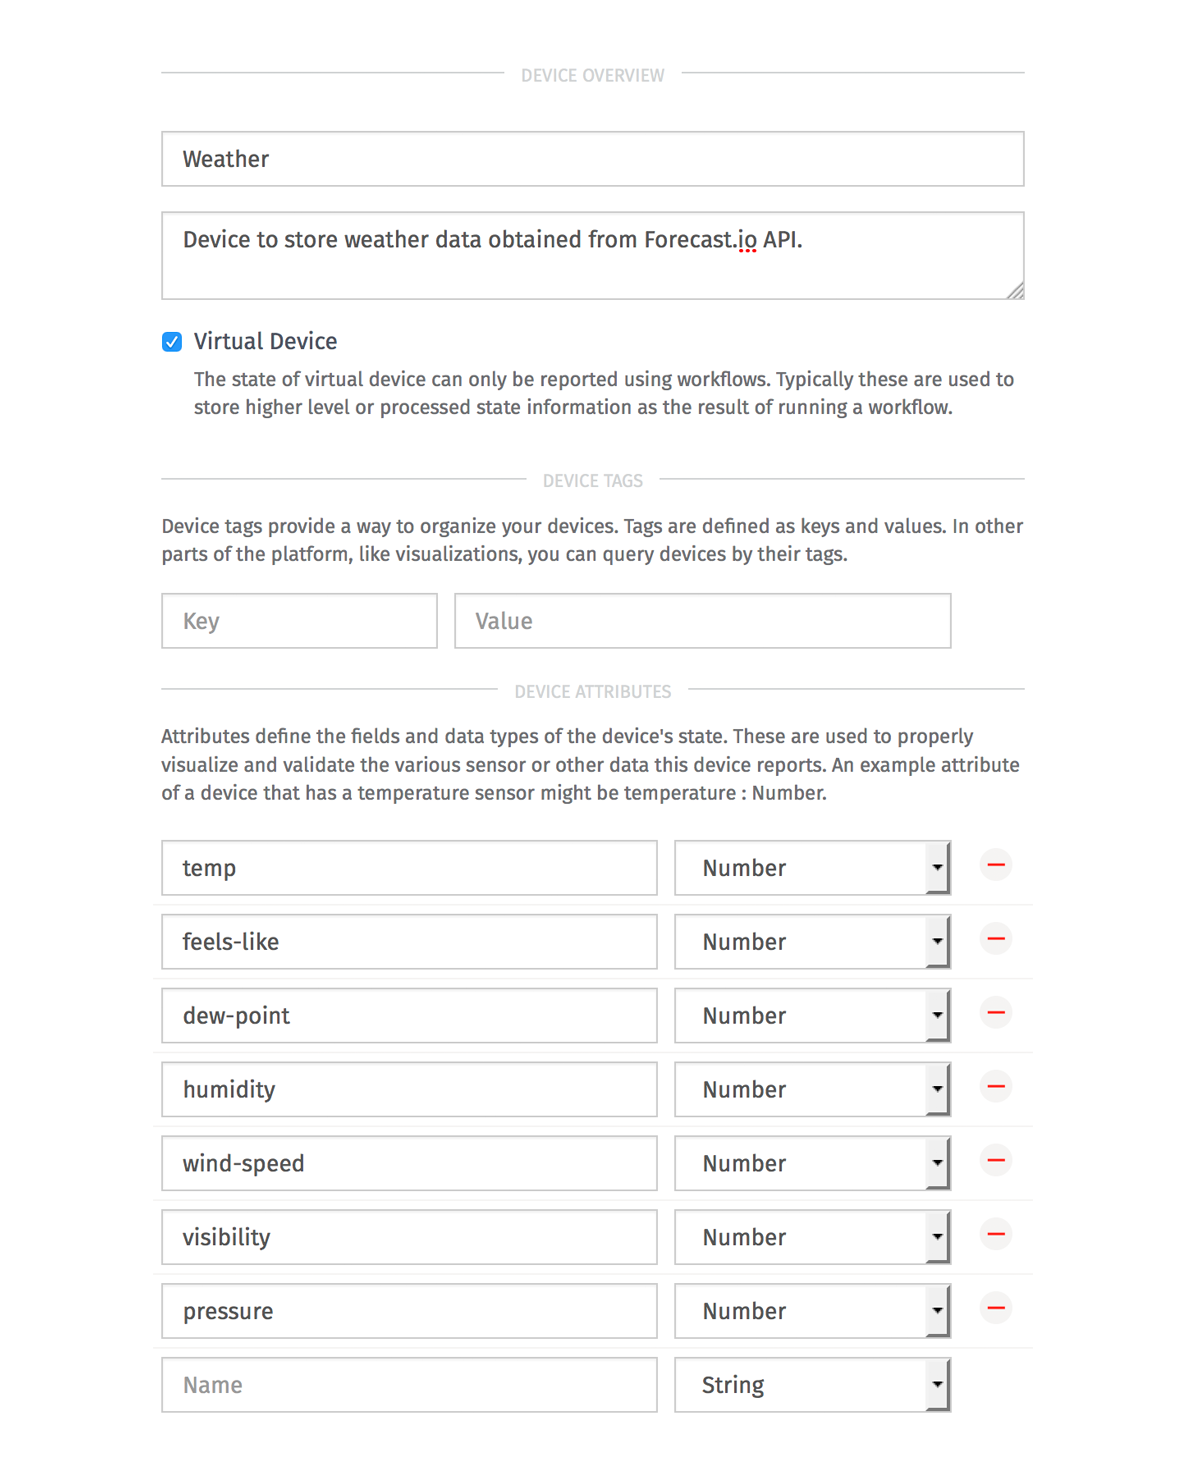 DEVICE OVERVIEW
Weather
Device to store weather data obtained from Forecast.io API.
Virtual Device
The state of virtual device can only be reported using workflows. Typically these are used to
store higher level or processed state information as the result of running a workflow.
DEVICE TAGS
Device tags provide a way to organize your devices. Tags are defined as keys and values. In other
parts of the platform, like visualizations, you can query devices by their tags.
Key Value
DEVICE ATTRIBUTES
Attributes define the fields and data types of the device's state. These are used to properly
visualize and validate the various sensor or other data this device reports. An example attribute
of a device that has a temperature sensor might be temperature : Number.
temp Number
feels-like Number
dew-point Number
humidity Number
wind-speed Number
visibility Number
pressure Number
Name String